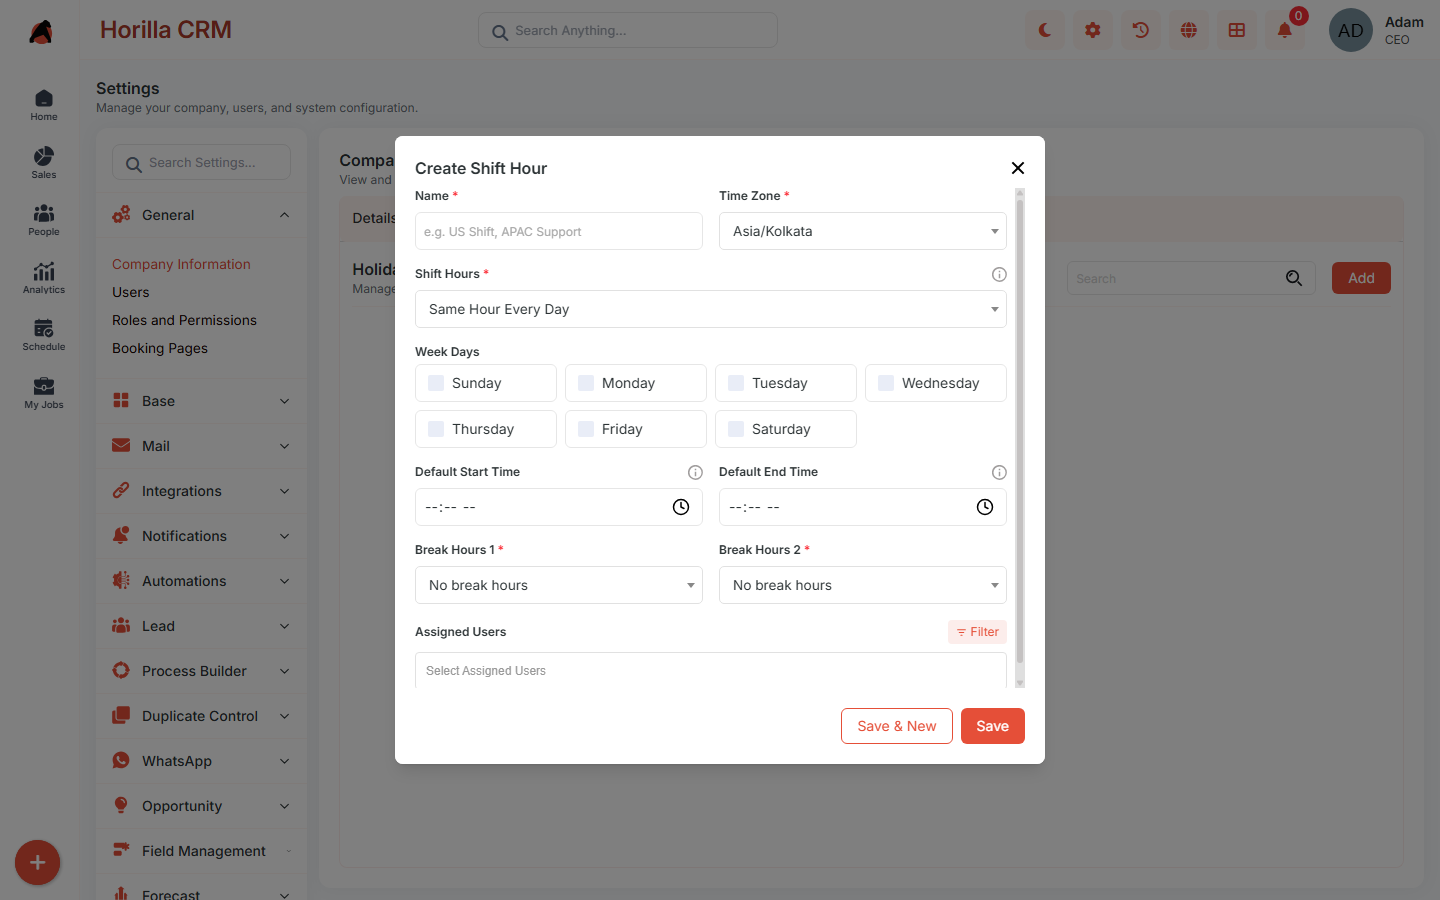 Horilla CRM
Search Anything...
0
AD
Adam
CEO
Home
Sales
People
Analytics
Schedule
My Jobs
Settings
Manage your company, users, and system configuration.
Search Settings...
General
Company Information
Users
Roles and Permissions
Booking Pages
Base
Mail
Integrations
Notifications
Automations
Lead
Process Builder
Duplicate Control
WhatsApp
Opportunity
Field Management
Forecast
Compa
View and
Details
Holida
Manage
Search
Add
Create Shift Hour
Name *
Time Zone *
e.g. US Shift, APAC Support
Asia/Kolkata
Shift Hours *
Same Hour Every Day
Week Days
Sunday
Monday
Tuesday
Wednesday
Thursday
Friday
Saturday
Default Start Time
Default End Time
--:-- --
--:-- --
Break Hours 1 *
Break Hours 2 *
No break hours
No break hours
Assigned Users
Filter
Select Assigned Users
Save & New
Save